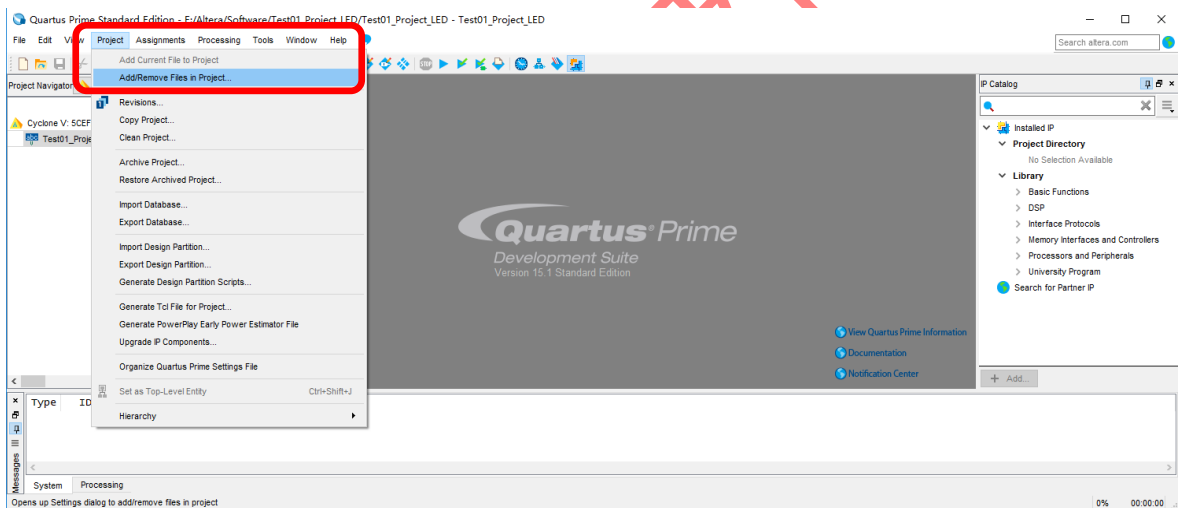 Quartus Prime Standard Edition - E:/Altera/Software/Test01_Project_LED/Test01_Project_LED - Test01_Project_LED
File Edit View Project Assignments Processing Tools Window Help
Search altera.com
Add Current File to Project
Add/Remove Files in Project...
Revisions...
Copy Project...
Clean Project...
Archive Project...
Restore Archived Project...
Import Database...
Export Database...
Import Design Partition...
Export Design Partition...
Generate Design Partition Scripts...
Generate Tcl File for Project...
Generate PowerPlay Early Power Estimator File
Upgrade IP Components...
Organize Quartus Prime Settings File
Set as Top-Level Entity Ctrl+Shift+J
Hierarchy
Project Navigator
Cyclone V: 5CEF
Test01_Proje
STOP
Quartus Prime
Development Suite
Version 15.1 Standard Edition
View Quartus Prime Information
Documentation
Notification Center
IP Catalog
Installed IP
Project Directory
No Selection Available
Library
Basic Functions
DSP
Interface Protocols
Memory Interfaces and Controllers
Processors and Peripherals
University Program
Search for Partner IP
+ Add...
Type ID
Messages
System Processing
Opens up Settings dialog to add/remove files in project
0% 00:00:00